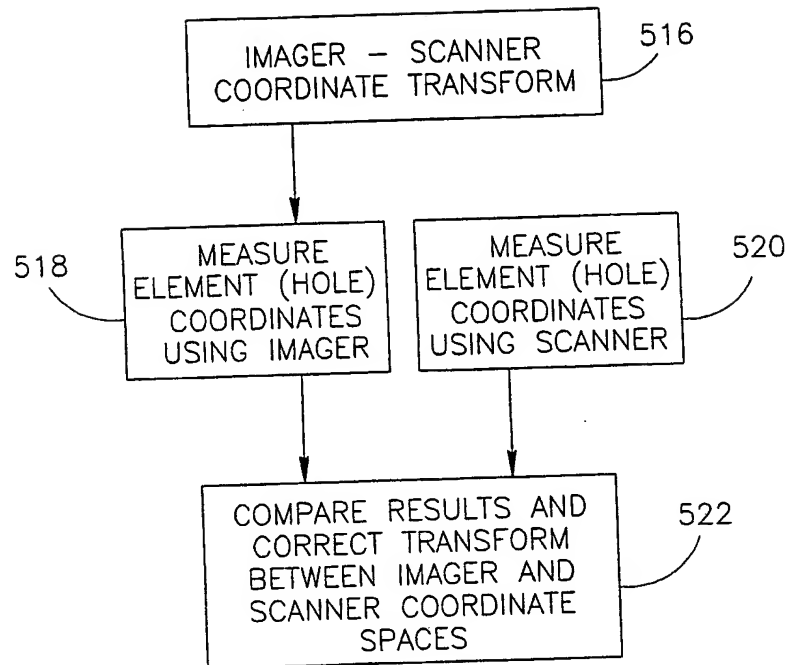 IMAGER – SCANNER
COORDINATE TRANSFORM
516
518
MEASURE
ELEMENT (HOLE)
COORDINATES
USING IMAGER
MEASURE
ELEMENT (HOLE)
COORDINATES
USING SCANNER
520
COMPARE RESULTS AND
CORRECT TRANSFORM
BETWEEN IMAGER AND
SCANNER COORDINATE
SPACES
522